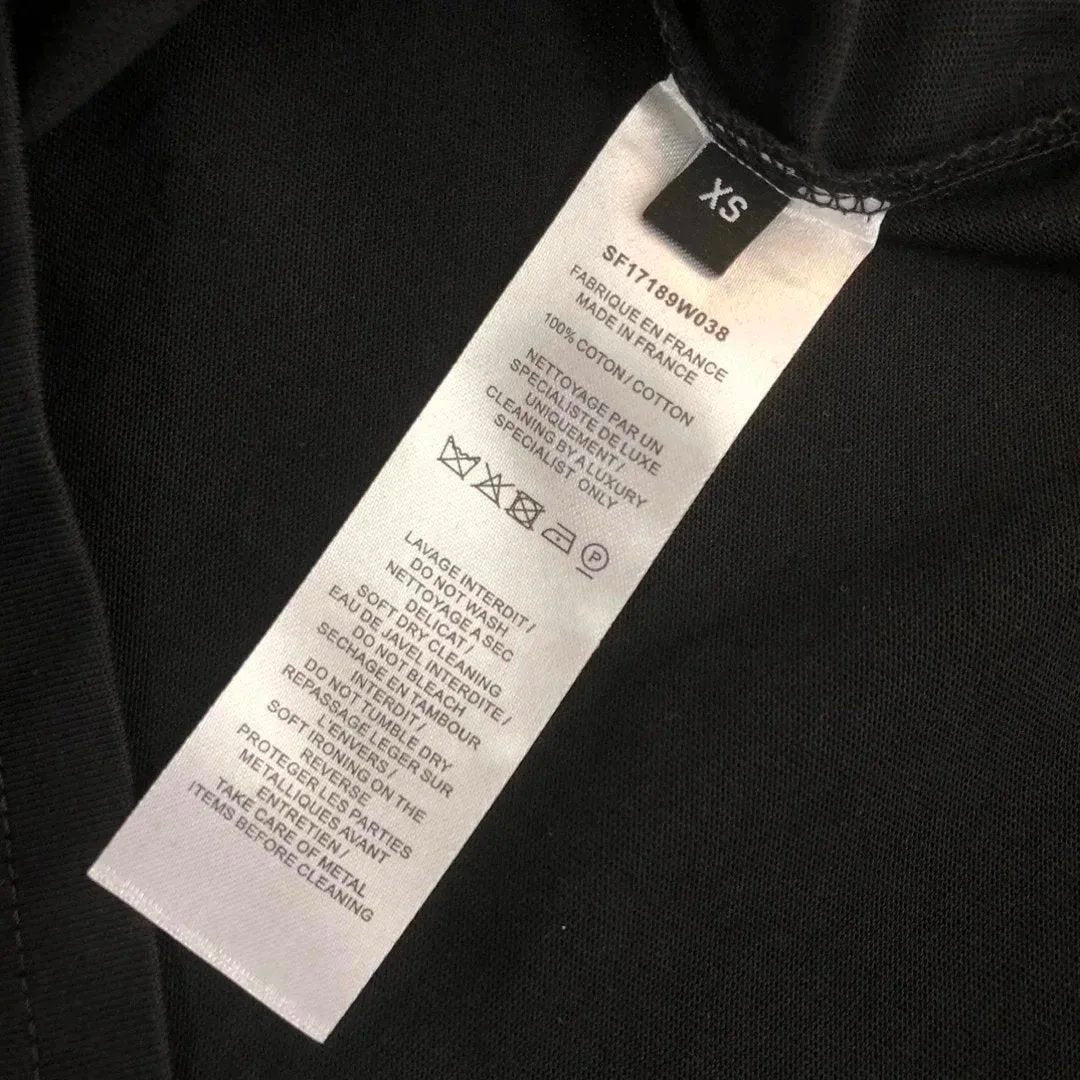 XS
SF17189W038
FABRIQUE EN FRANCE
MADE IN FRANCE
100% COTON / COTTON
NETTOYAGE PAR UN
SPECIALISTE DE LUXE
UNIQUEMENT /
CLEANING BY A LUXURY
SPECIALIST ONLY
P
LAVAGE INTERDIT /
DO NOT WASH
NETTOYAGE A SEC
DELICAT /
SOFT DRY CLEANING
EAU DE JAVEL INTERDITE /
DO NOT BLEACH
SECHAGE EN TAMBOUR
INTERDIT /
DO NOT TUMBLE DRY
REPASSAGE LEGER SUR
L'ENVERS /
SOFT IRONING ON THE
REVERSE
PROTEGER LES PARTIES
METALLIQUES AVANT
ENTRETIEN /
TAKE CARE OF METAL
ITEMS BEFORE CLEANING